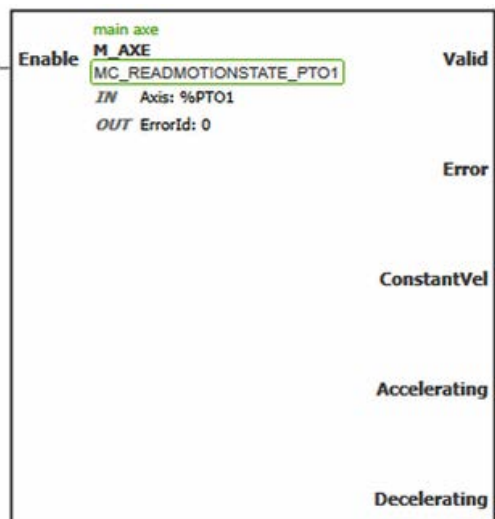 main axe
Enable M_AXE Valid
MC_READMOTIONSTATE_PTO1
IN Axis: %PTO1
OUT ErrorId: 0
Error
ConstantVel
Accelerating
Decelerating